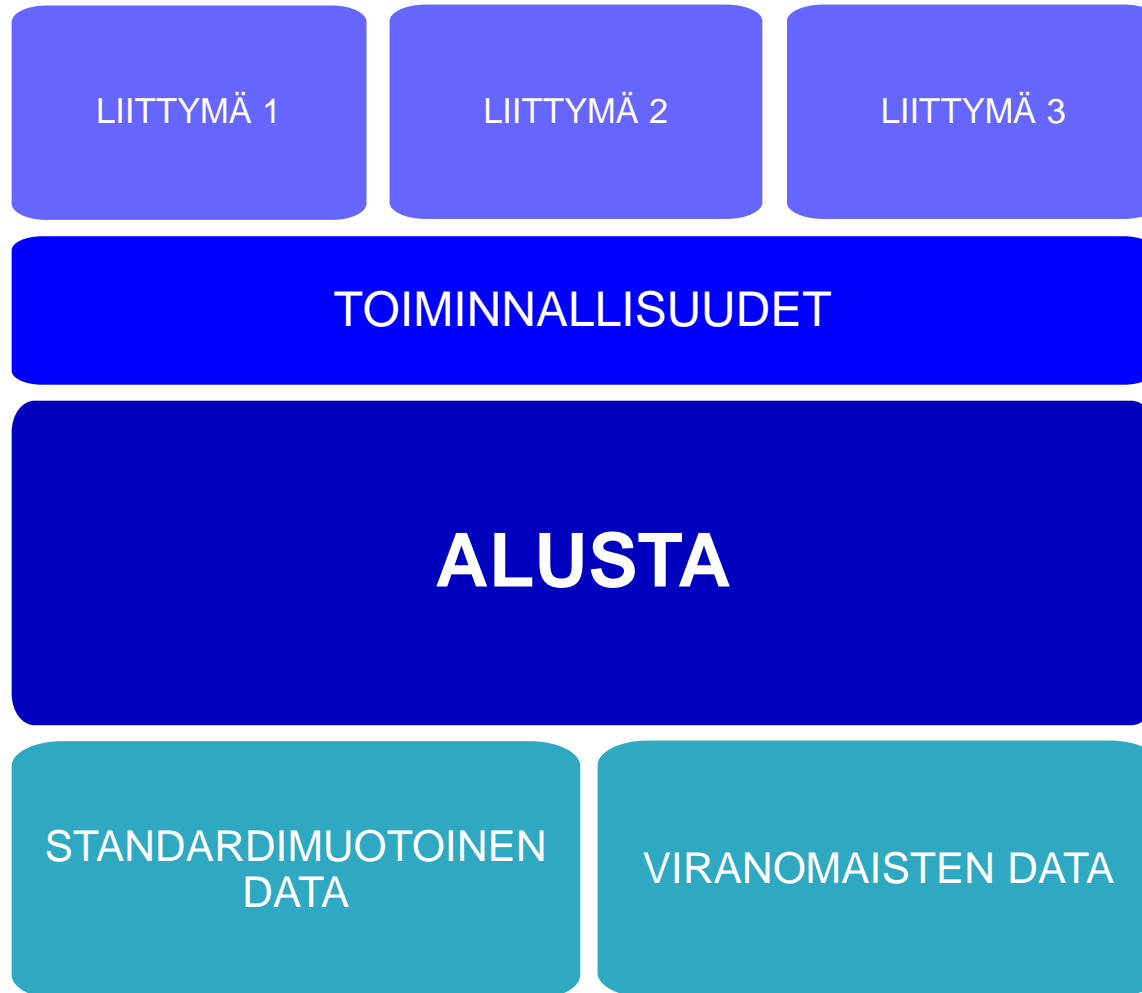 LIITTYMÄ 1
LIITTYMÄ 2
LIITTYMÄ 3
TOIMINNALLISUUDET
ALUSTA
STANDARDIMUOTOINEN
DATA
VIRANOMAISTEN DATA